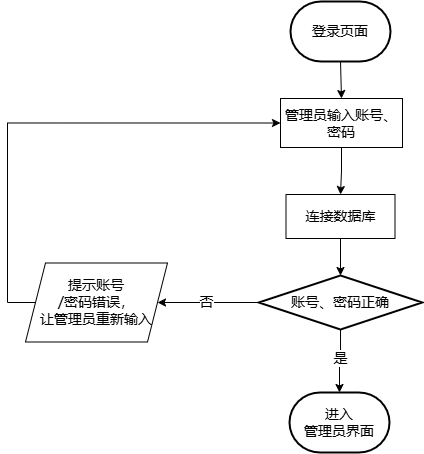 登录页面
管理员输入账号、
密码
连接数据库
账号、密码正确
否
提示账号
/密码错误，
让管理员重新输入
是
进入
管理员界面